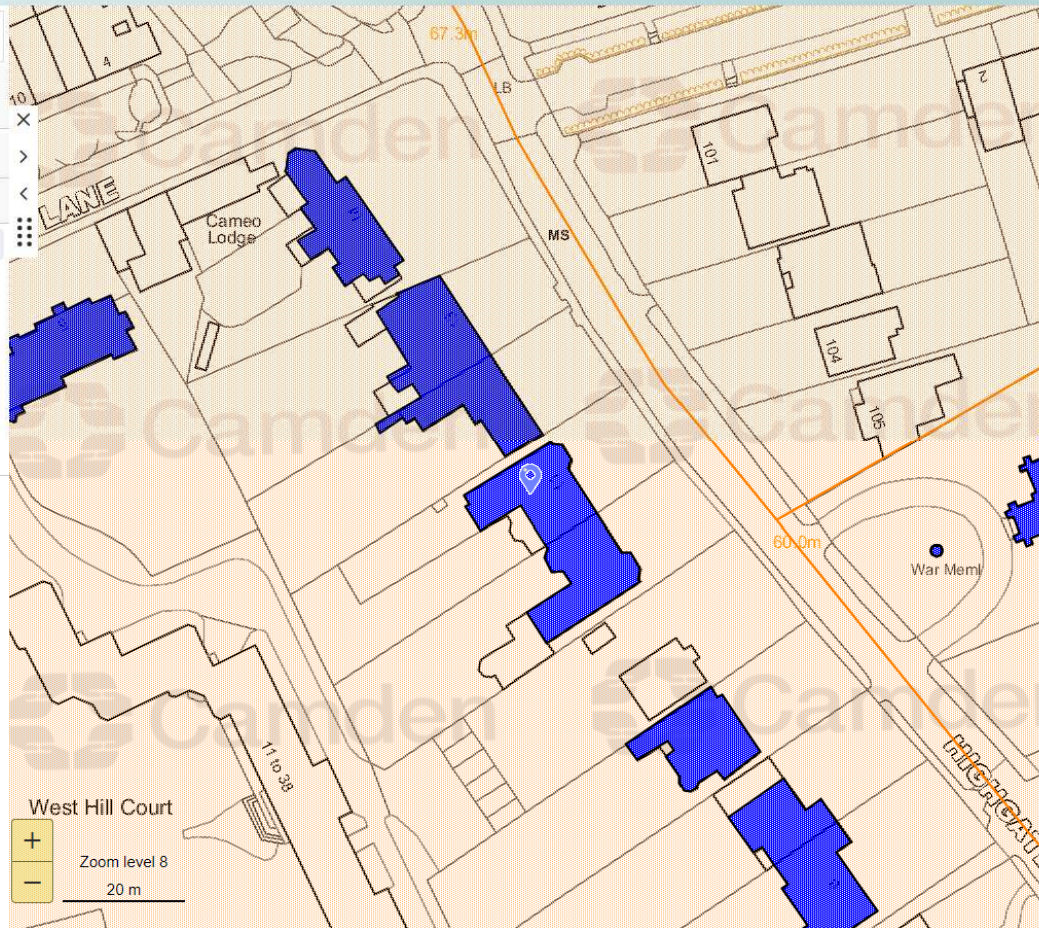 67.3m
4
10
LB
Camden
Camden
2
101
LANE
Cameo
Lodge
MS
104
105
Camden
Camden
60.0m
War Meml
Camden
Camden
11 to 38
West Hill Court
+
Zoom level 8
−
20 m